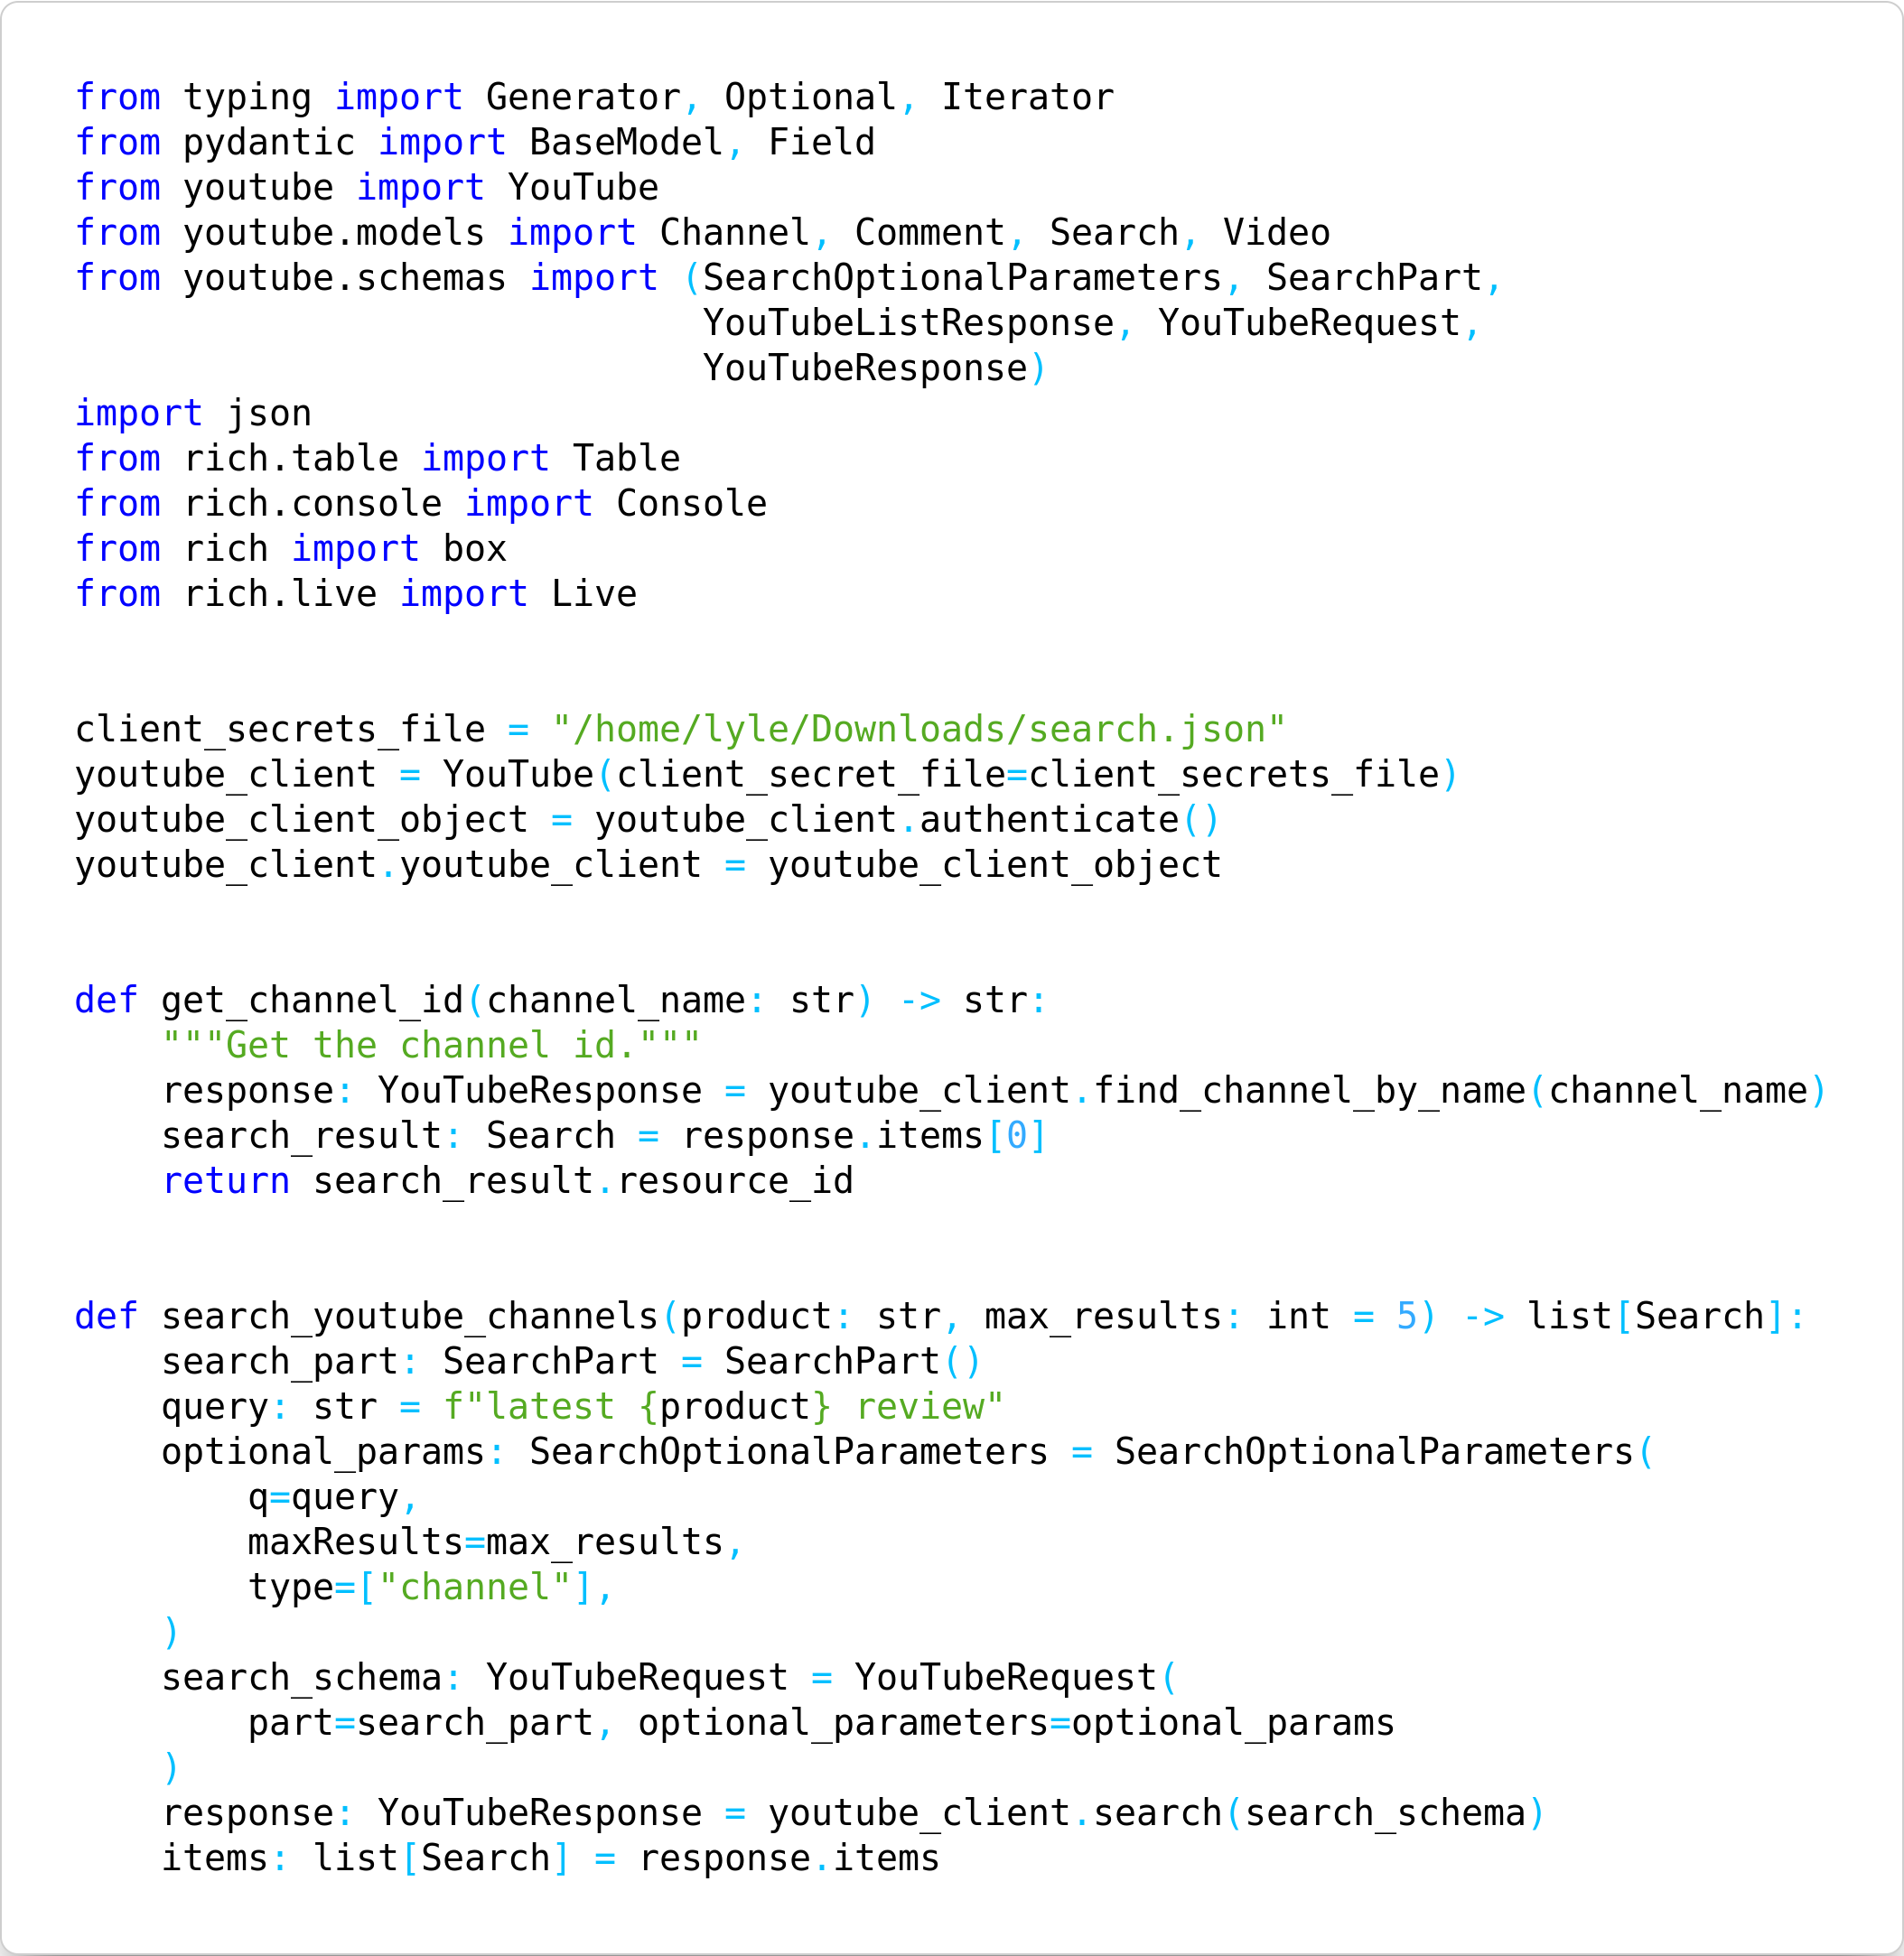 from typing import Generator, Optional, Iterator
from pydantic import BaseModel, Field
from youtube import YouTube
from youtube.models import Channel, Comment, Search, Video
from youtube.schemas import (SearchOptionalParameters, SearchPart,
                             YouTubeListResponse, YouTubeRequest,
                             YouTubeResponse)
import json
from rich.table import Table
from rich.console import Console
from rich import box
from rich.live import Live


client_secrets_file = "/home/lyle/Downloads/search.json"
youtube_client = YouTube(client_secret_file=client_secrets_file)
youtube_client_object = youtube_client.authenticate()
youtube_client.youtube_client = youtube_client_object


def get_channel_id(channel_name: str) -> str:
    """Get the channel id."""
    response: YouTubeResponse = youtube_client.find_channel_by_name(channel_name)
    search_result: Search = response.items[0]
    return search_result.resource_id


def search_youtube_channels(product: str, max_results: int = 5) -> list[Search]:
    search_part: SearchPart = SearchPart()
    query: str = f"latest {product} review"
    optional_params: SearchOptionalParameters = SearchOptionalParameters(
        q=query,
        maxResults=max_results,
        type=["channel"],
    )
    search_schema: YouTubeRequest = YouTubeRequest(
        part=search_part, optional_parameters=optional_params
    )
    response: YouTubeResponse = youtube_client.search(search_schema)
    items: list[Search] = response.items